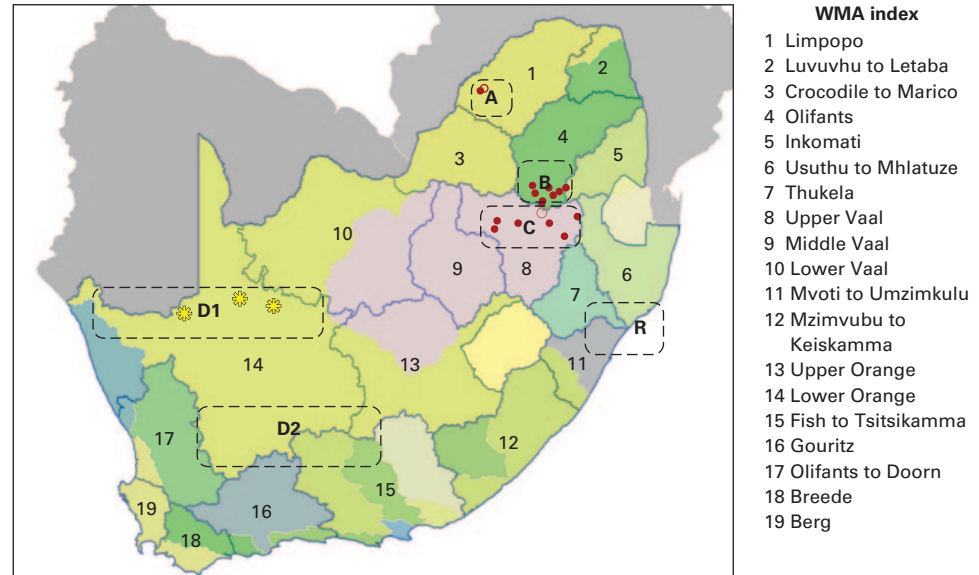 WMA index
1 Limpopo
2 Luvuvhu to Letaba
3 Crocodile to Marico
4 Olifants
5 Inkomati
6 Usuthu to Mhlatuze
7 Thukela
8 Upper Vaal
9 Middle Vaal
10 Lower Vaal
11 Mvoti to Umzimkulu
12 Mzimvubu to
Keiskamma
13 Upper Orange
14 Lower Orange
15 Fish to Tsitsikamma
16 Gouritz
17 Olifants to Doorn
18 Breede
19 Berg
1
2
A
4
3
5
B
10
C
9
8
6
7
D1
R
14
13
11
D2
17
12
15
16
19
18